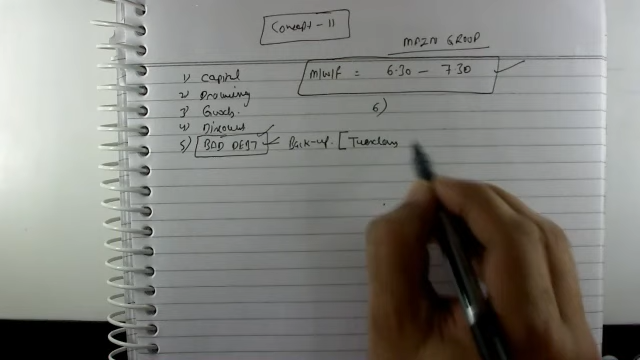 Concept - 11
MAIN GROUP
M/W/F = 6.30 - 7.30
1) Capital
2) Drawing
3) Goods.
4) Discount
6)
5) BAD DEBT Back-up. [Tuesday